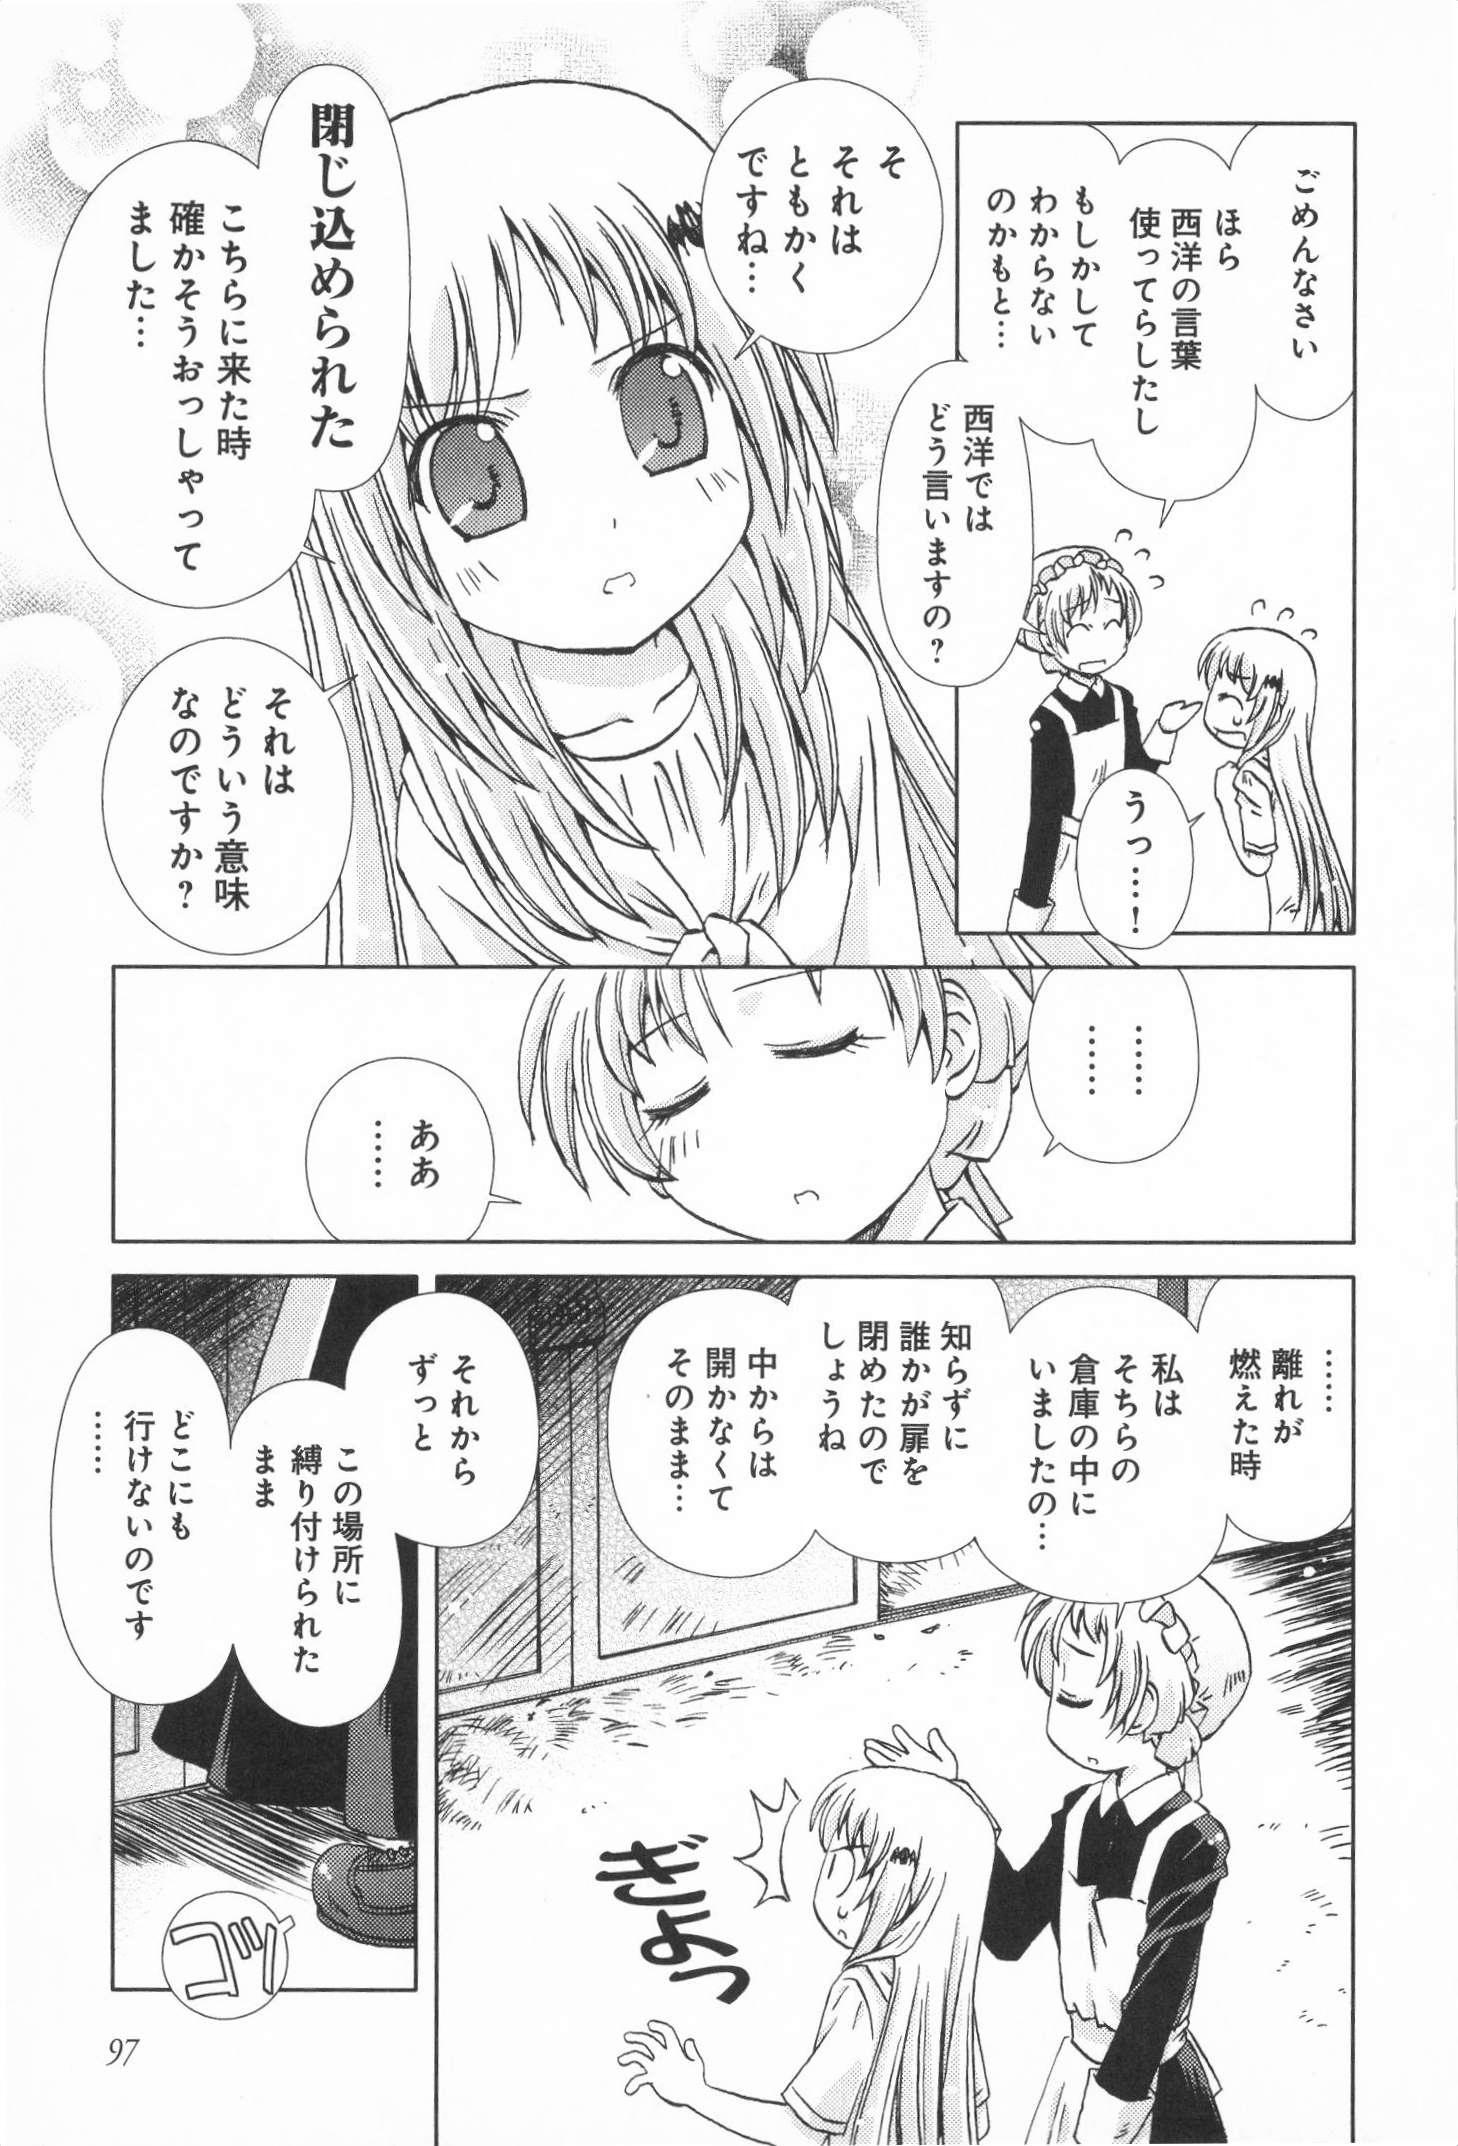 ごめんなさい
ほら
西洋の言葉
使ってらしたし
もしかして
わからない
のかもと…
西洋では
どう言いますの？
うっ…！
そ
それは
ともかく
ですね…
閉じ込められた
こちらに来た時
確かそうおっしゃって
ました…
それは
どういう意味
なのですか？
……
……
ああ
……
……
離れが
燃えた時
私は
そちらの
倉庫の中に
いましたの…
知らずに
誰かが扉を
閉めたので
しょうね
中からは
開かなくて
そのまま…
ぎょっ
それから
ずっと
この場所に
縛り付けられた
まま
どこにも
行けないのです
……
コツ
97